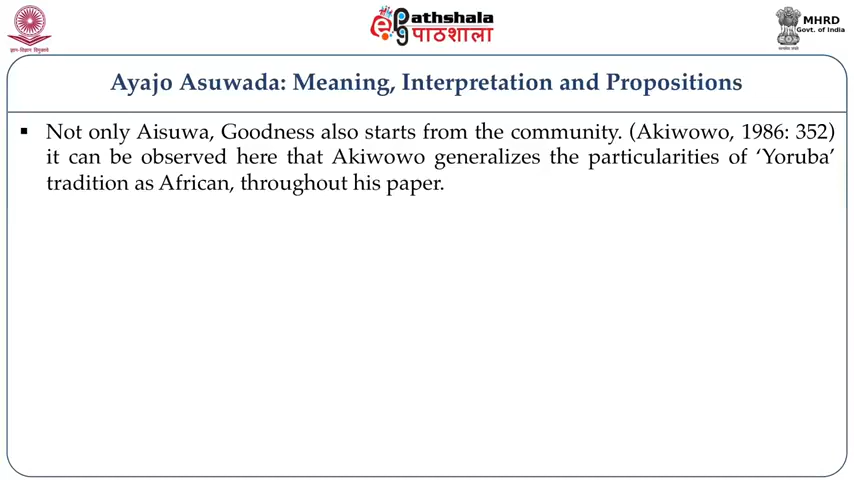 ePathshala
पाठशाला
MHRD
Govt. of India
Ayajo Asuwada: Meaning, Interpretation and Propositions
▪ Not only Aisuwa, Goodness also starts from the community. (Akiwowo, 1986: 352)
it can be observed here that Akiwowo generalizes the particularities of ‘Yoruba’
tradition as African, throughout his paper.